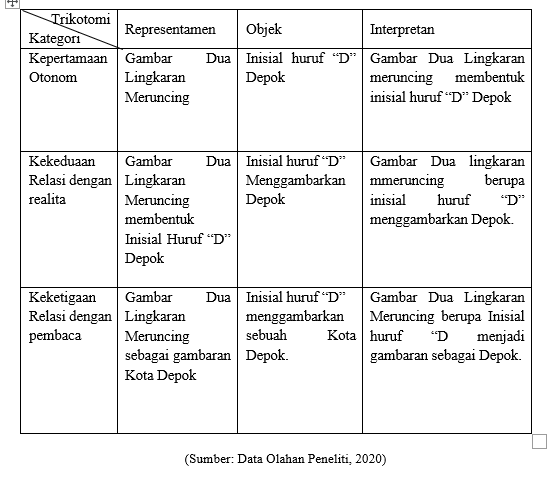 Trikotomi
Kategori
Representamen
Objek
Interpretan
Kepertamaan
Otonom
Gambar Dua
Lingkaran
Meruncing
Inisial huruf “D”
Depok
Gambar Dua Lingkaran
meruncing membentuk
inisial huruf “D” Depok
Kekeduaan
Relasi dengan
realita
Gambar Dua
Lingkaran
Meruncing
membentuk
Inisial Huruf “D”
Depok
Inisial huruf “D”
Menggambarkan
Depok
Gambar Dua lingkaran
mmeruncing berupa
inisial huruf “D”
menggambarkan Depok.
Keketigaan
Relasi dengan
pembaca
Gambar Dua
Lingkaran
Meruncing
sebagai gambaran
Kota Depok
Inisial huruf “D”
menggambarkan
sebuah Kota
Depok.
Gambar Dua Lingkaran
Meruncing berupa Inisial
huruf “D menjadi
gambaran sebagai Depok.
(Sumber: Data Olahan Peneliti, 2020)